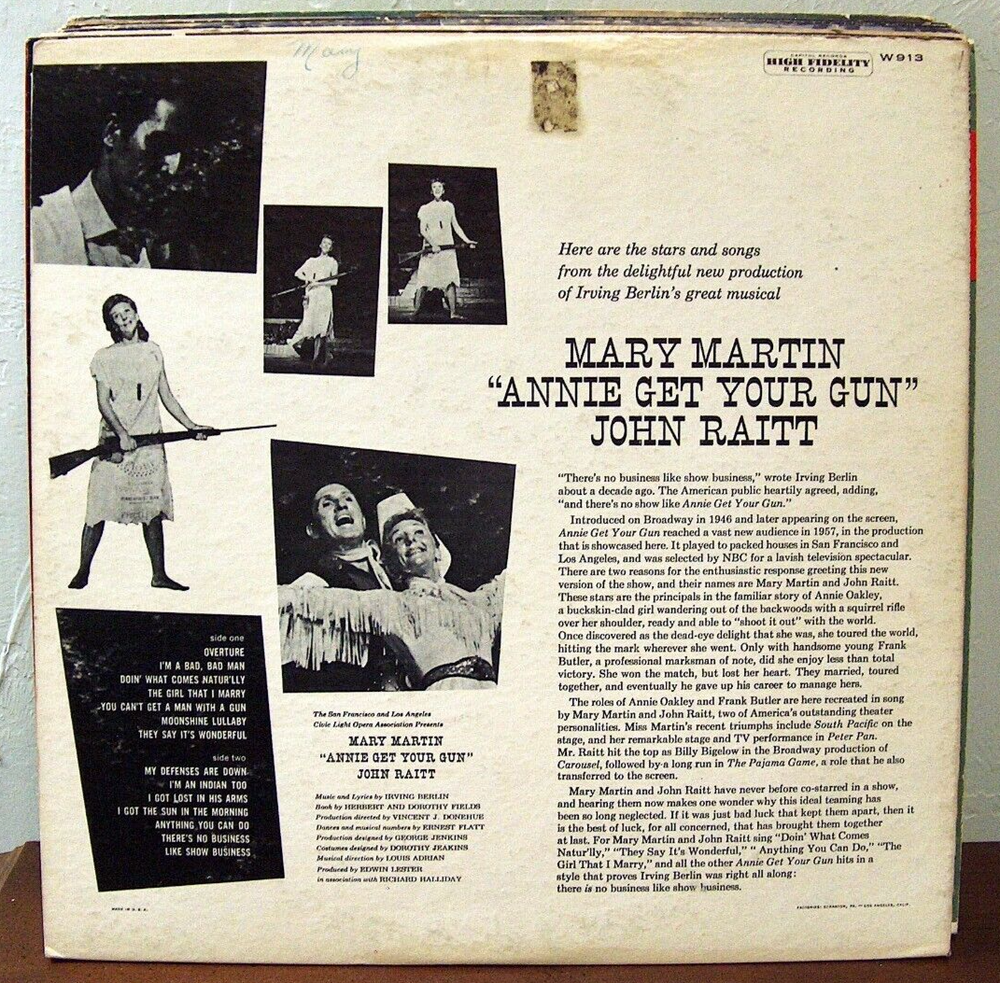 Mary
CAPITOL RECORDS
HIGH FIDELITY
RECORDING
W913
Here are the stars and songs
from the delightful new production
of Irving Berlin's great musical
MARY MARTIN
"ANNIE GET YOUR GUN"
JOHN RAITT
"There's no business like show business," wrote Irving Berlin
about a decade ago. The American public heartily agreed, adding,
"and there's no show like Annie Get Your Gun."
Introduced on Broadway in 1946 and later appearing on the screen,
Annie Get Your Gun reached a vast new audience in 1957, in the production
that is showcased here. It played to packed houses in San Francisco and
Los Angeles, and was selected by NBC for a lavish television spectacular.
There are two reasons for the enthusiastic response greeting this new
version of the show, and their names are Mary Martin and John Raitt.
These stars are the principals in the familiar story of Annie Oakley,
a buckskin-clad girl wandering out of the backwoods with a squirrel rifle
over her shoulder, ready and able to "shoot it out" with the world.
Once discovered as the dead-eye delight that she was, she toured the world,
hitting the mark wherever she went. Only with handsome young Frank
Butler, a professional marksman of note, did she enjoy less than total
victory. She won the match, but lost her heart. They married, toured
together, and eventually he gave up his career to manage hers.
The roles of Annie Oakley and Frank Butler are here recreated in song
by Mary Martin and John Raitt, two of America's outstanding theater
personalities. Miss Martin's recent triumphs include South Pacific on the
stage, and her remarkable stage and TV performance in Peter Pan.
Mr. Raitt hit the top as Billy Bigelow in the Broadway production of
Carousel, followed by a long run in The Pajama Game, a role that he also
transferred to the screen.
Mary Martin and John Raitt have never before co-starred in a show,
and hearing them now makes one wonder why this ideal teaming has
been so long neglected. If it was just bad luck that kept them apart, then it
is the best of luck, for all concerned, that has brought them together
at last. For Mary Martin and John Raitt sing "Doin' What Comes
Natur'lly," "They Say It's Wonderful," " Anything You Can Do," "The
Girl That I Marry," and all the other Annie Get Your Gun hits in a
style that proves Irving Berlin was right all along:
there is no business like show business.
side one
OVERTURE
I'M A BAD, BAD MAN
DOIN' WHAT COMES NATUR'LLY
THE GIRL THAT I MARRY
YOU CAN'T GET A MAN WITH A GUN
MOONSHINE LULLABY
THEY SAY IT'S WONDERFUL
side two
MY DEFENSES ARE DOWN
I'M AN INDIAN TOO
I GOT LOST IN HIS ARMS
I GOT THE SUN IN THE MORNING
ANYTHING YOU CAN DO
THERE'S NO BUSINESS
LIKE SHOW BUSINESS
The San Francisco and Los Angeles
Civic Light Opera Association Presents
MARY MARTIN
"ANNIE GET YOUR GUN"
JOHN RAITT
Music and Lyrics by IRVING BERLIN
Book by HERBERT AND DOROTHY FIELDS
Production directed by VINCENT J. DONEHUE
Dances and musical numbers by ERNEST FLATT
Production designed by GEORGE JENKINS
Costumes designed by DOROTHY JEAKINS
Musical direction by LOUIS ADRIAN
Produced by EDWIN LESTER
in association with RICHARD HALLIDAY
MADE IN U.S.A.
FACTORIES: SCRANTON, PA. — LOS ANGELES, CALIF.